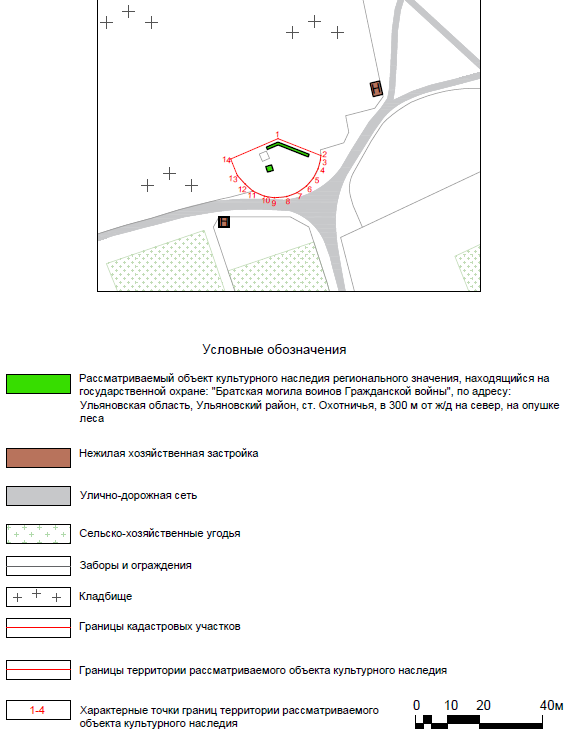 1
2
3
4
5
6
7
8
9
10
11
12
13
14
Н
Н
Условные обозначения
Рассматриваемый объект культурного наследия регионального значения, находящийся на
государственной охране: "Братская могила воинов Гражданской войны", по адресу:
Ульяновская область, Ульяновский район, ст. Охотничья, в 300 м от ж/д на север, на опушке
леса
Нежилая хозяйственная застройка
Улично-дорожная сеть
Сельско-хозяйственные угодья
Заборы и ограждения
Кладбище
Границы кадастровых участков
Границы территории рассматриваемого объекта культурного наследия
1-4 Характерные точки границ территории рассматриваемого
объекта культурного наследия
0 10 20 40м